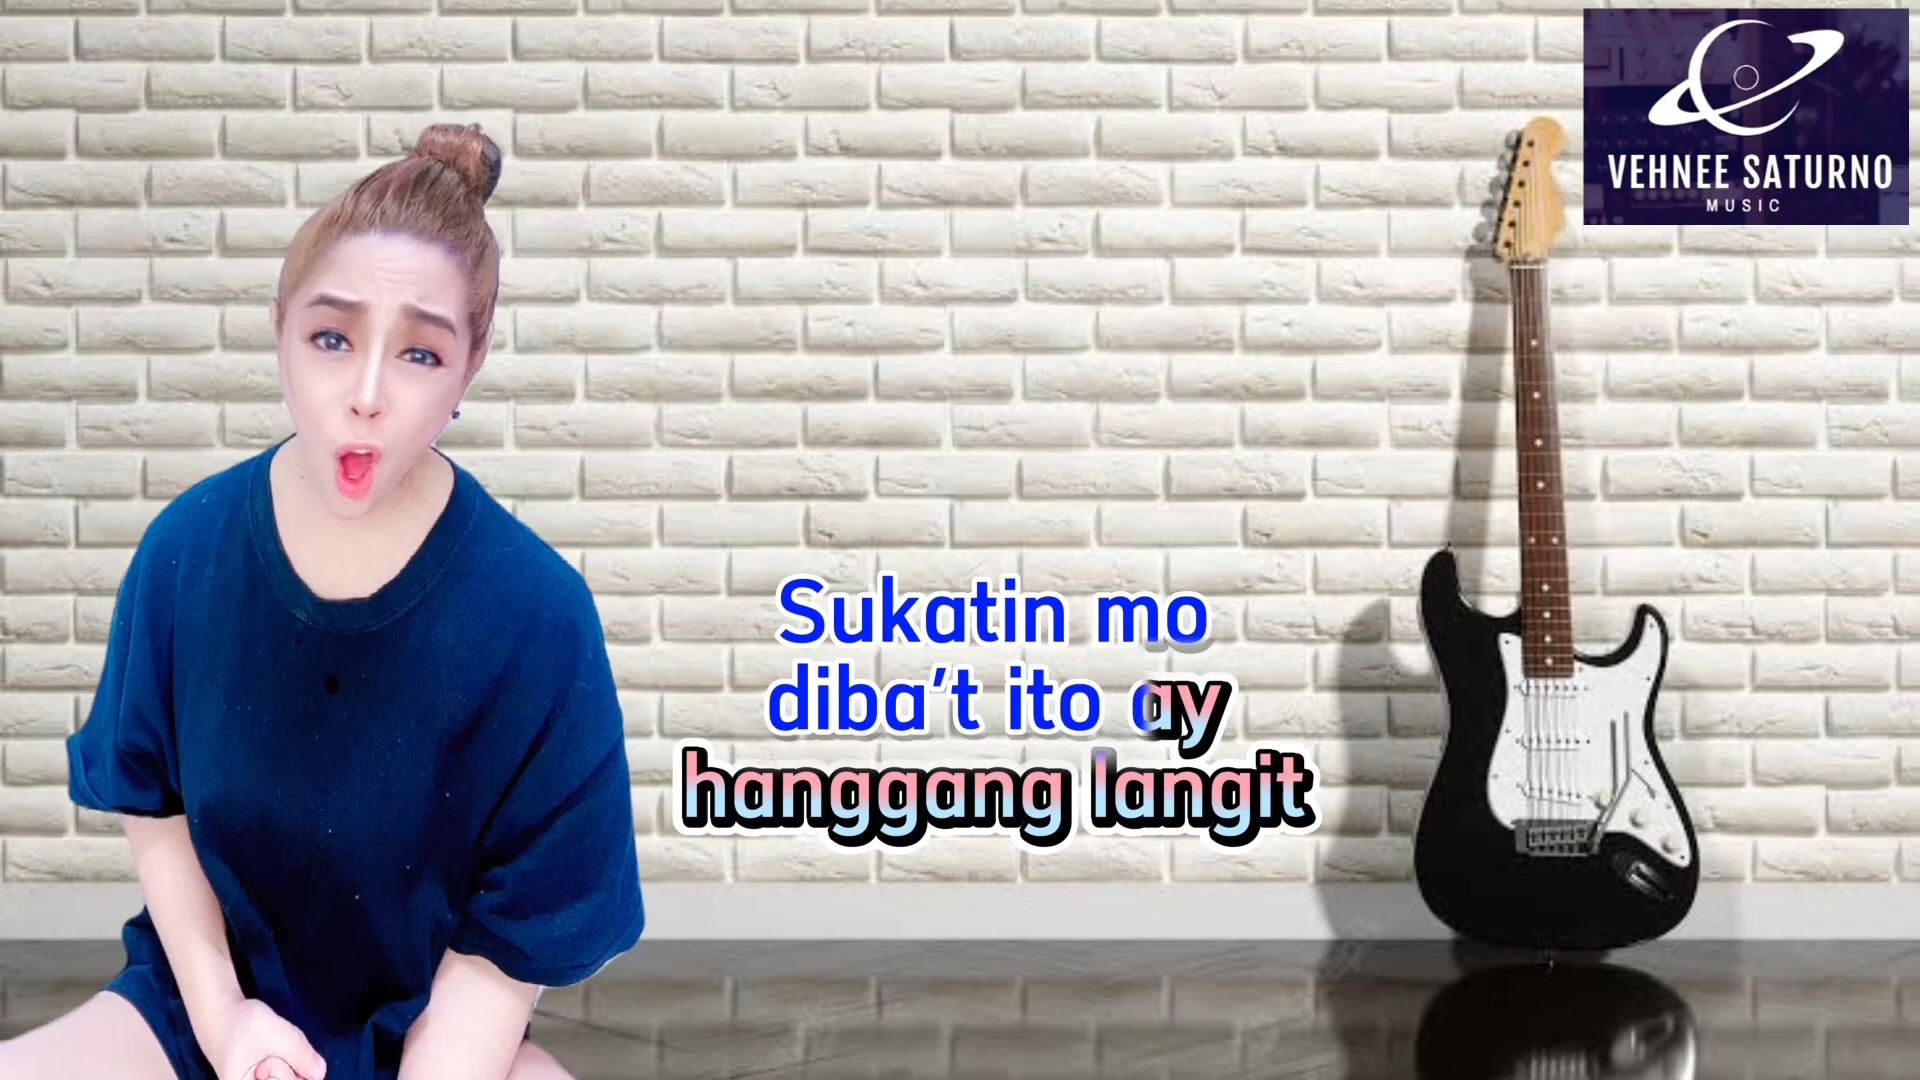 VEHNEE SATURNO
MUSIC
Sukatin mo
diba't ito ay
hanggang langit